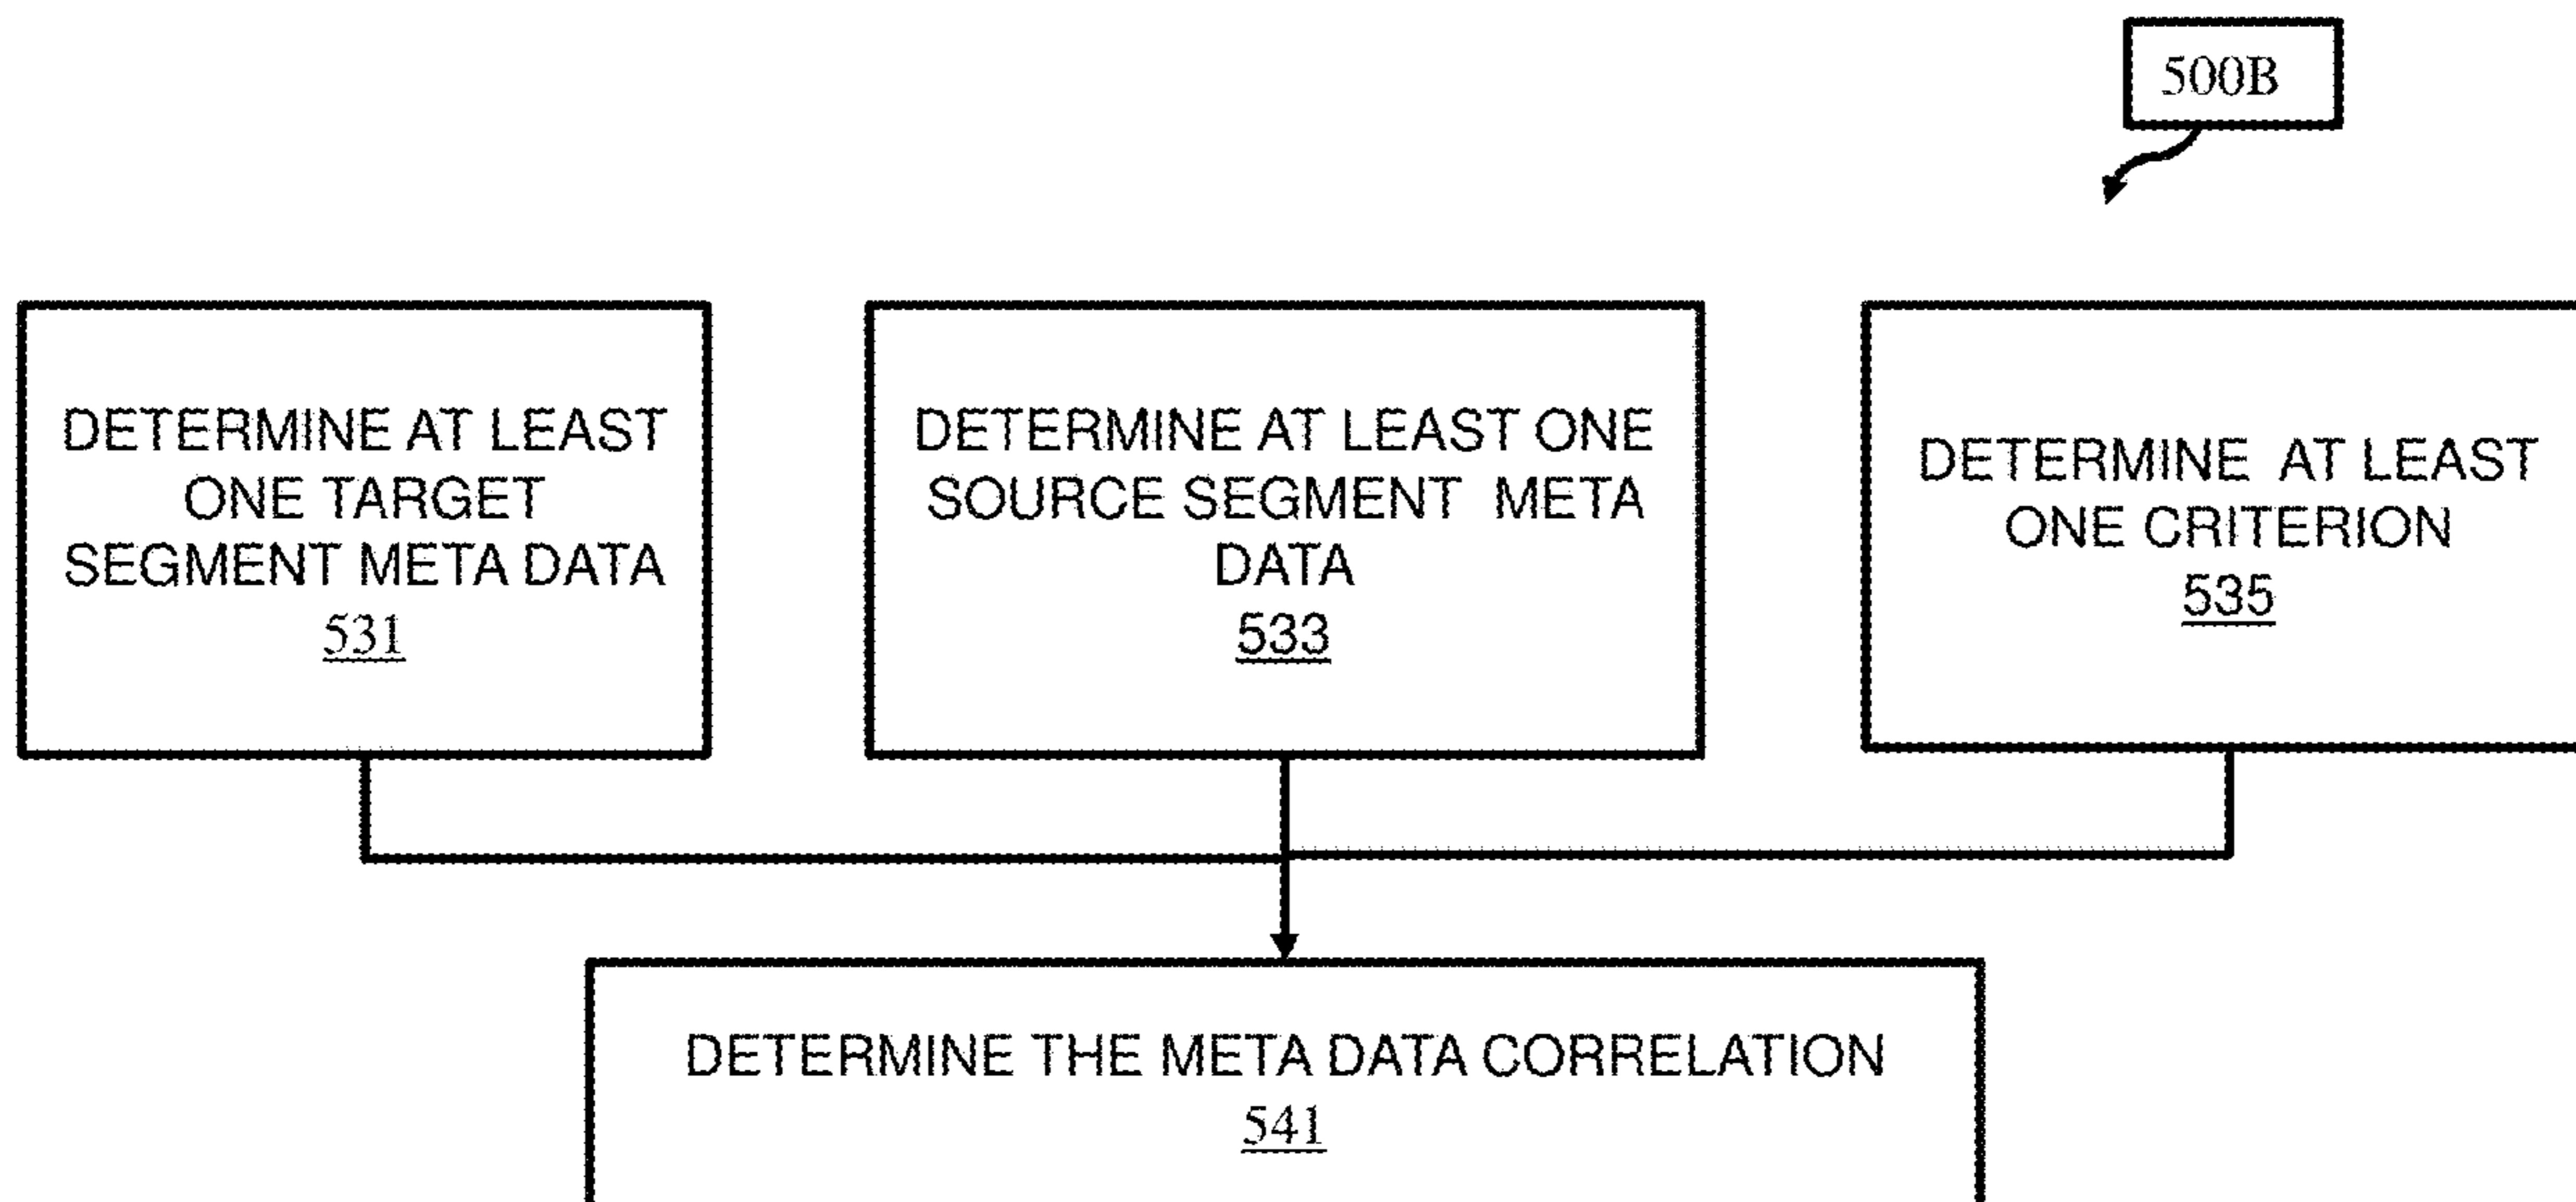 500B
DETERMINE AT LEAST
ONE TARGET
SEGMENT META DATA
531
DETERMINE AT LEAST ONE
SOURCE SEGMENT META
DATA
533
DETERMINE AT LEAST
ONE CRITERION
535
DETERMINE THE META DATA CORRELATION
541